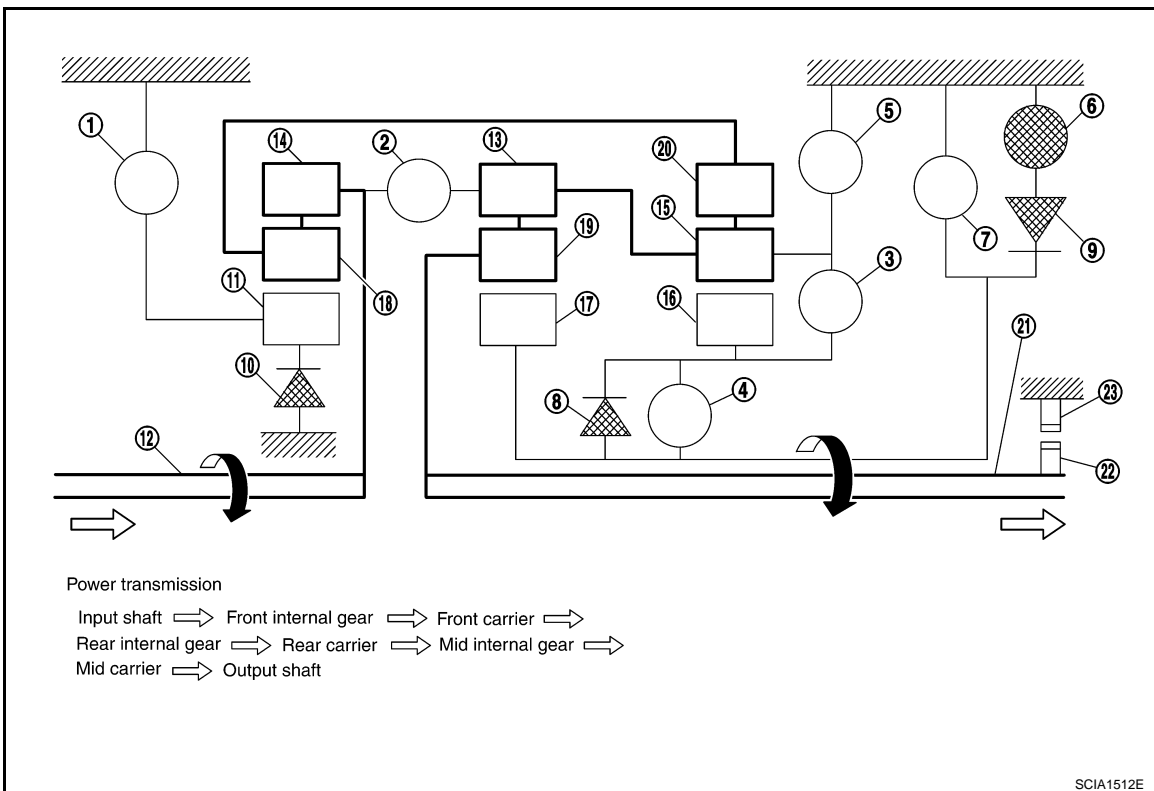 ① ② ③ ④ ⑤ ⑥ ⑦ ⑧ ⑨ ⑩ ⑪ ⑫ ⑬ ⑭ ⑮ ⑯ ⑰ ⑱ ⑲ ⑳ ㉑ ㉒ ㉓
Power transmission
Input shaft ⇨ Front internal gear ⇨ Front carrier ⇨
Rear internal gear ⇨ Rear carrier ⇨ Mid internal gear ⇨
Mid carrier ⇨ Output shaft
SCIA1512E